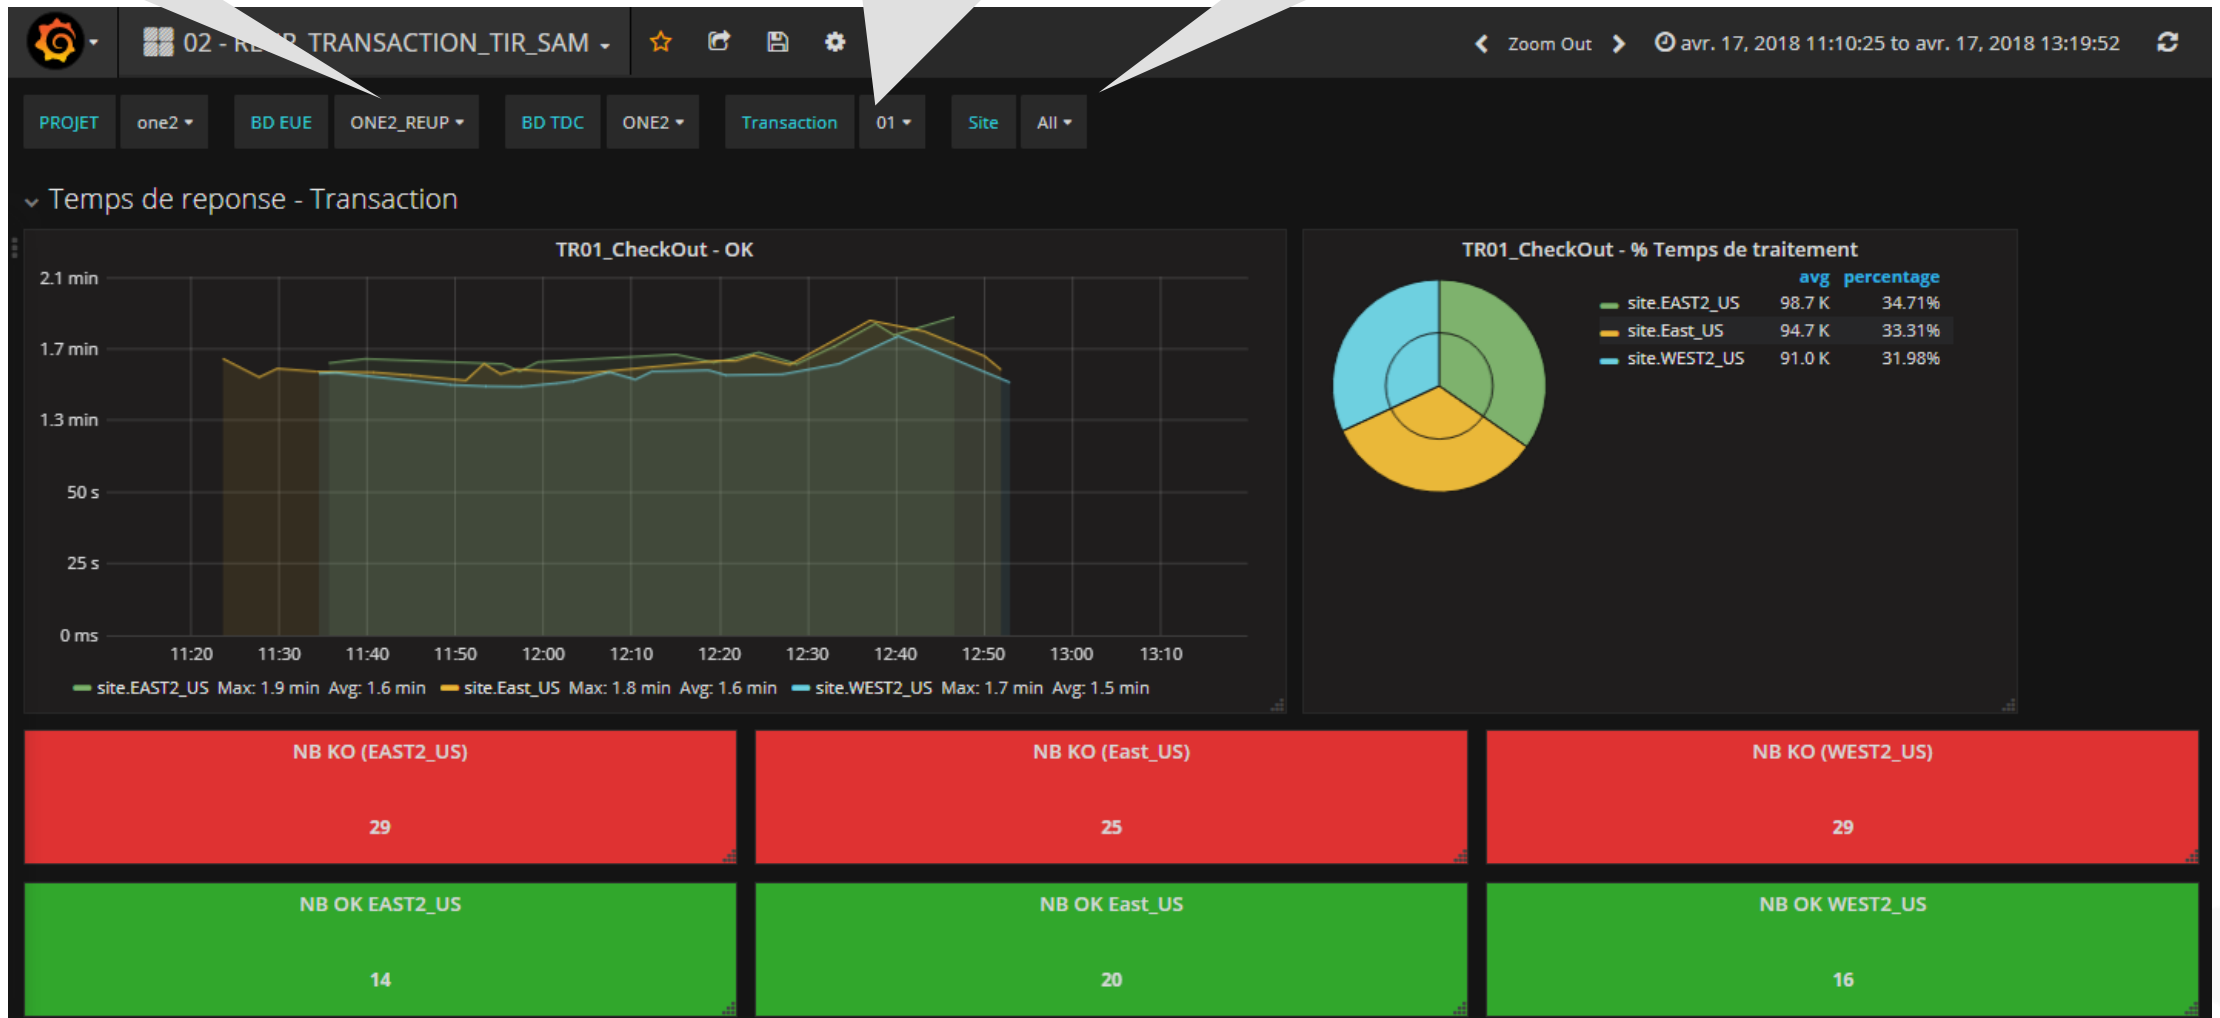 02 - REUP_TRANSACTION_TIR_SAM
Zoom Out
avr. 17, 2018 11:10:25 to avr. 17, 2018 13:19:52
PROJET one2 BD EUE ONE2_REUP BD TDC ONE2 Transaction 01 Site All
Temps de reponse - Transaction
TR01_CheckOut - OK
2.1 min
1.7 min
1.3 min
50 s
25 s
0 ms
11:20 11:30 11:40 11:50 12:00 12:10 12:20 12:30 12:40 12:50 13:00 13:10
site.EAST2_US Max: 1.9 min Avg: 1.6 min site.East_US Max: 1.8 min Avg: 1.6 min site.WEST2_US Max: 1.7 min Avg: 1.5 min
TR01_CheckOut - % Temps de traitement
avg percentage
site.EAST2_US 98.7 K 34.71%
site.East_US 94.7 K 33.31%
site.WEST2_US 91.0 K 31.98%
NB KO (EAST2_US)
29
NB KO (East_US)
25
NB KO (WEST2_US)
29
NB OK EAST2_US
14
NB OK East_US
20
NB OK WEST2_US
16